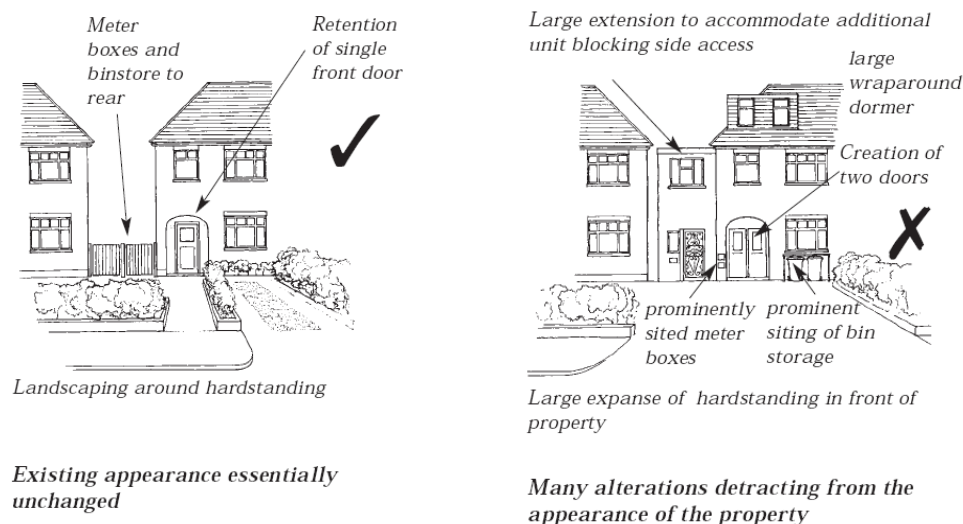 Meter
boxes and
binstore to
rear
Retention
of single
front door
Landscaping around hardstanding
Existing appearance essentially
unchanged
Large extension to accommodate additional
unit blocking side access
large
wraparound
dormer
Creation of
two doors
prominently
sited meter
boxes
prominent
siting of bin
storage
Large expanse of hardstanding in front of
property
Many alterations detracting from the
appearance of the property